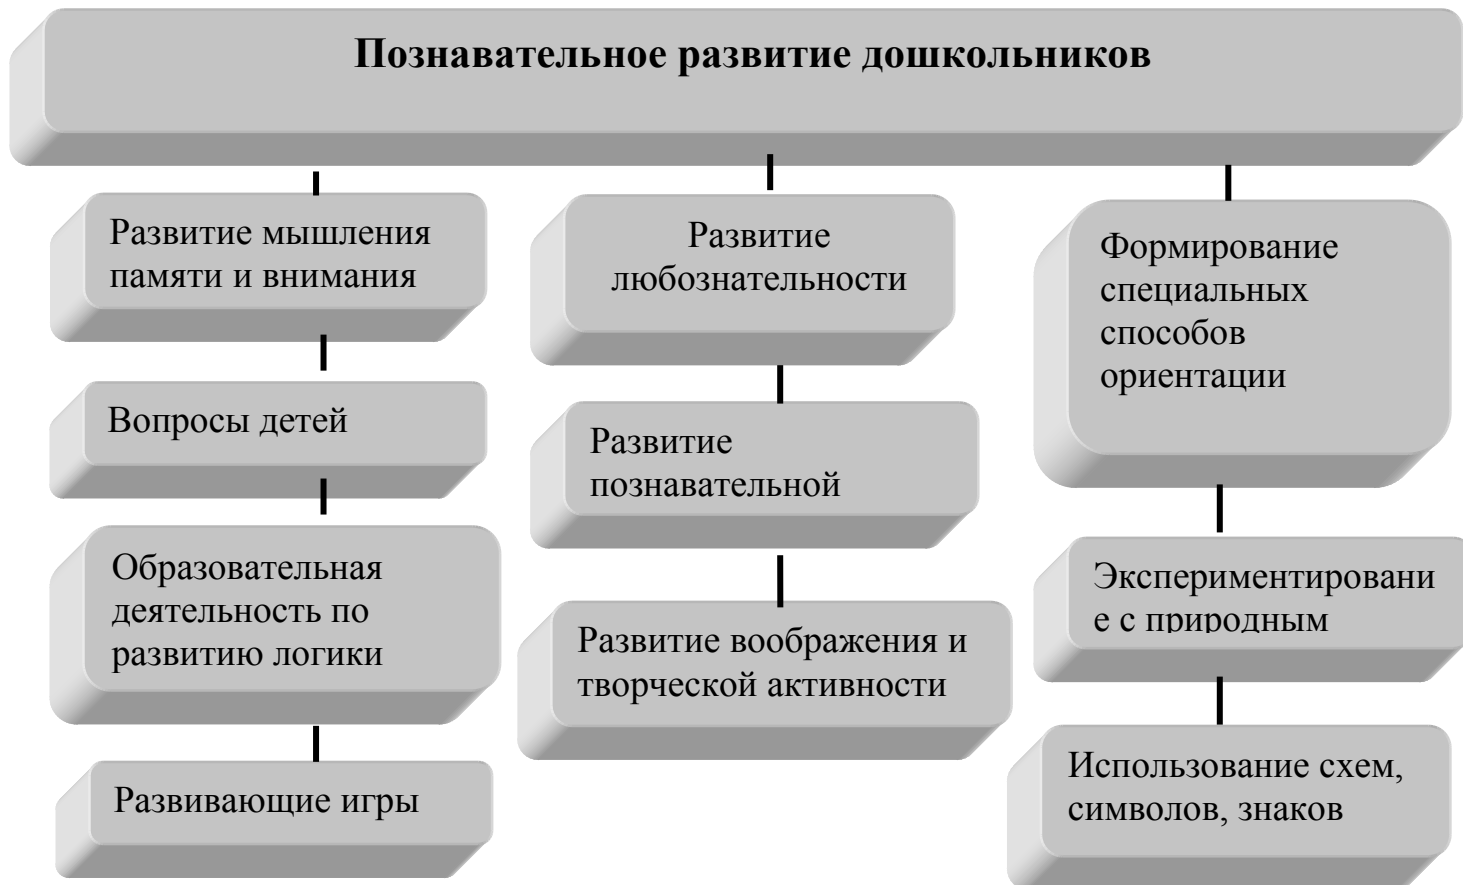 Познавательное развитие дошкольников
Развитие мышления
памяти и внимания
Вопросы детей
Образовательная
деятельность по
развитию логики
Развивающие игры
Развитие
любознательности
Развитие
познавательной
Развитие воображения и
творческой активности
Формирование
специальных
способов
ориентации
Экспериментировани
е с природным
Использование схем,
символов, знаков